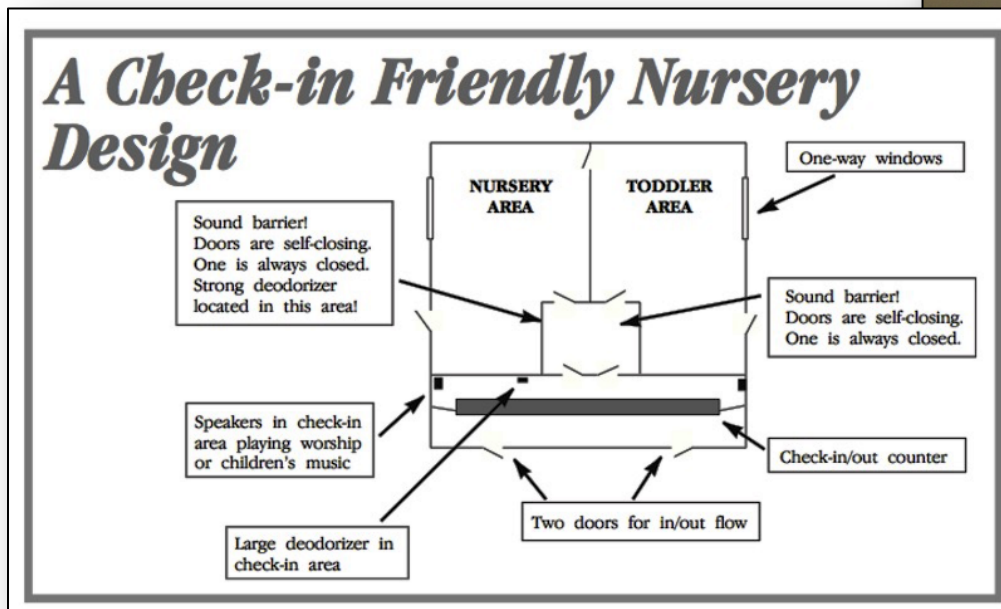 A Check-in Friendly Nursery
Design
NURSERY
AREA
TODDLER
AREA
One-way windows
Sound barrier!
Doors are self-closing.
One is always closed.
Strong deodorizer
located in this area!
Sound barrier!
Doors are self-closing.
One is always closed.
Speakers in check-in
area playing worship
or children's music
Check-in/out counter
Two doors for in/out flow
Large deodorizer in
check-in area